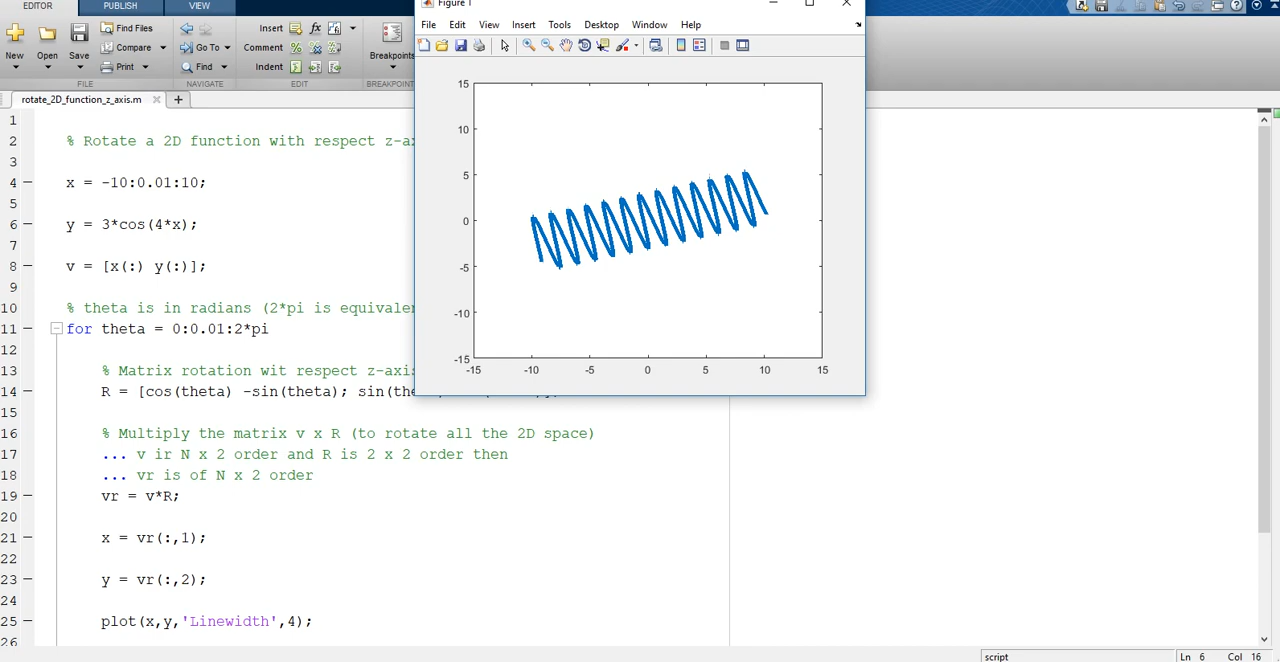 EDITOR PUBLISH VIEW
New
Open
Save
Find Files
Compare
Print
FILE
Go To
Find
NAVIGATE
Insert
Comment
Indent
fx
EDIT
Breakpoints
BREAKPOINT
rotate_2D_function_z_axis.m
Figure 1
File Edit View Insert Tools Desktop Window Help
15
10
5
0
-5
-10
-15
-15 -10 -5 0 5 10 15
1
2 % Rotate a 2D function with respect z-a
3
4 x = -10:0.01:10;
5
6 y = 3*cos(4*x);
7
8 v = [x(:) y(:)];
9
10 % theta is in radians (2*pi is equivale
11 for theta = 0:0.01:2*pi
12
13 % Matrix rotation wit respect z-axi
14 R = [cos(theta) -sin(theta); sin(the
15
16 % Multiply the matrix v x R (to rotate all the 2D space)
17 ... v ir N x 2 order and R is 2 x 2 order then
18 ... vr is of N x 2 order
19 vr = v*R;
20
21 x = vr(:,1);
22
23 y = vr(:,2);
24
25 plot(x,y,'Linewidth',4);
26
script Ln 6 Col 16